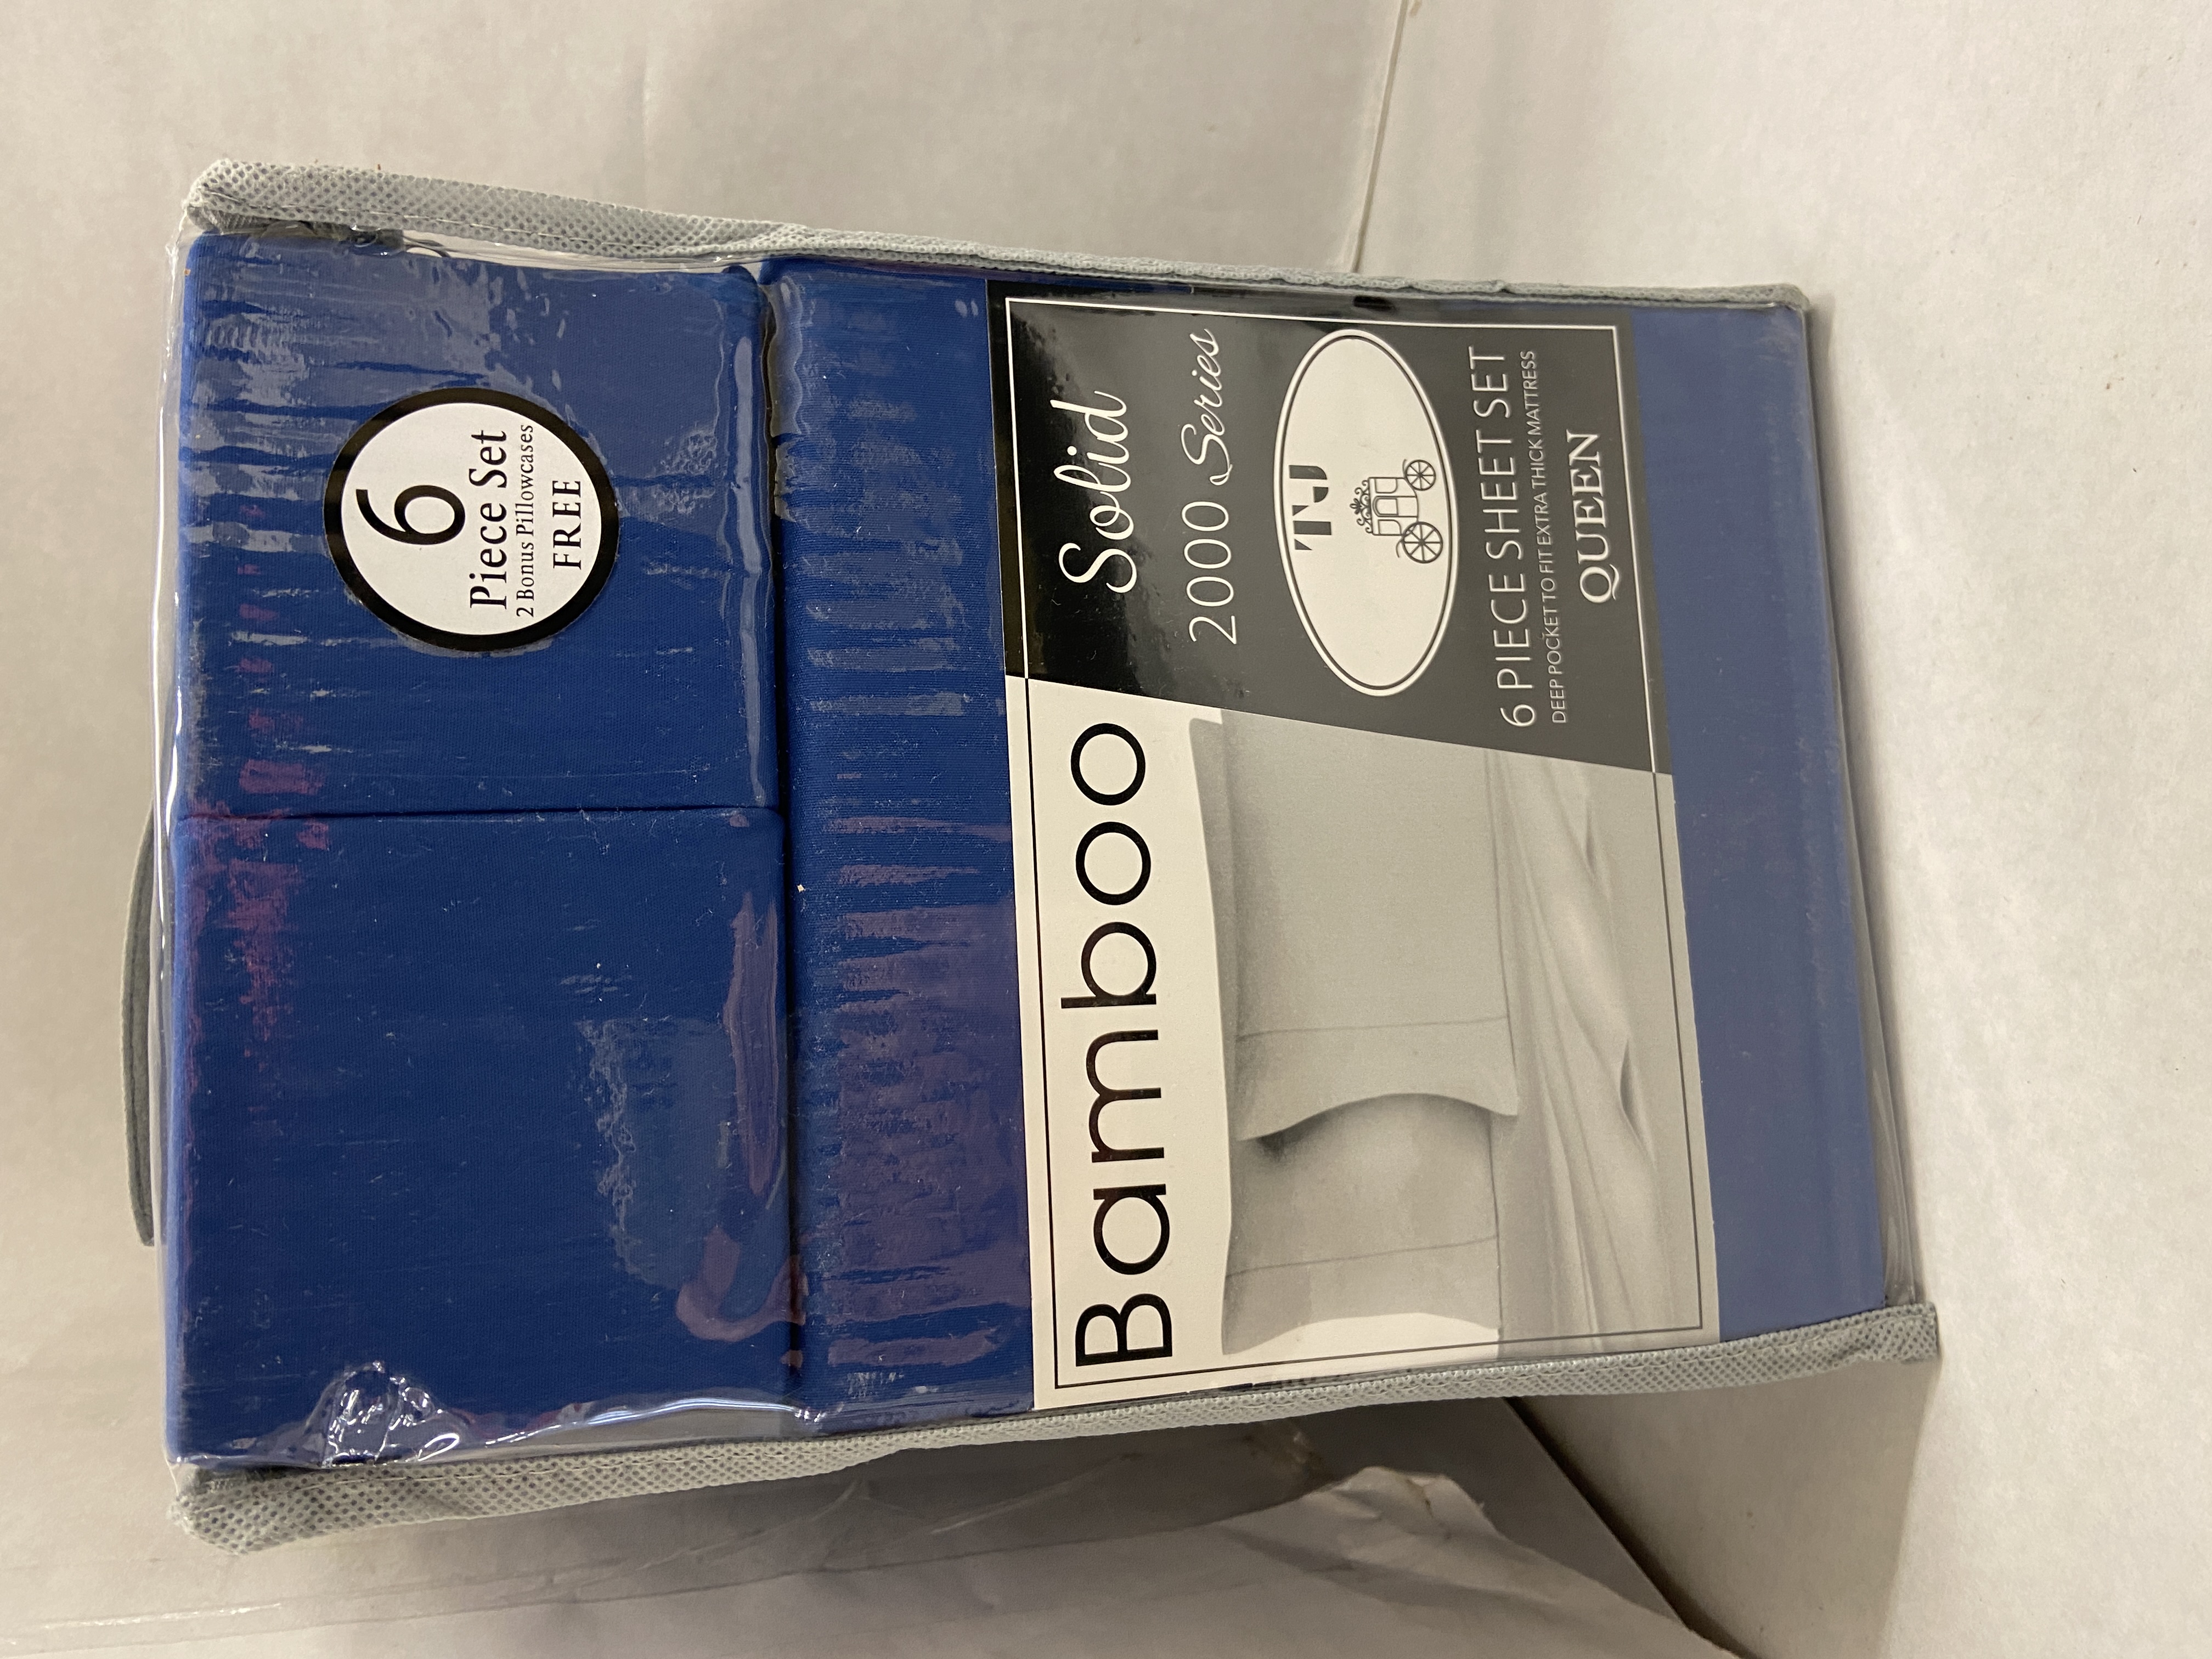 6
Piece Set
2 Bonus Pillowcases
FREE
Bamboo
Solid
2000 Series
TJ
6 PIECE SHEET SET
DEEP POCKET TO FIT EXTRA THICK MATTRESS
QUEEN